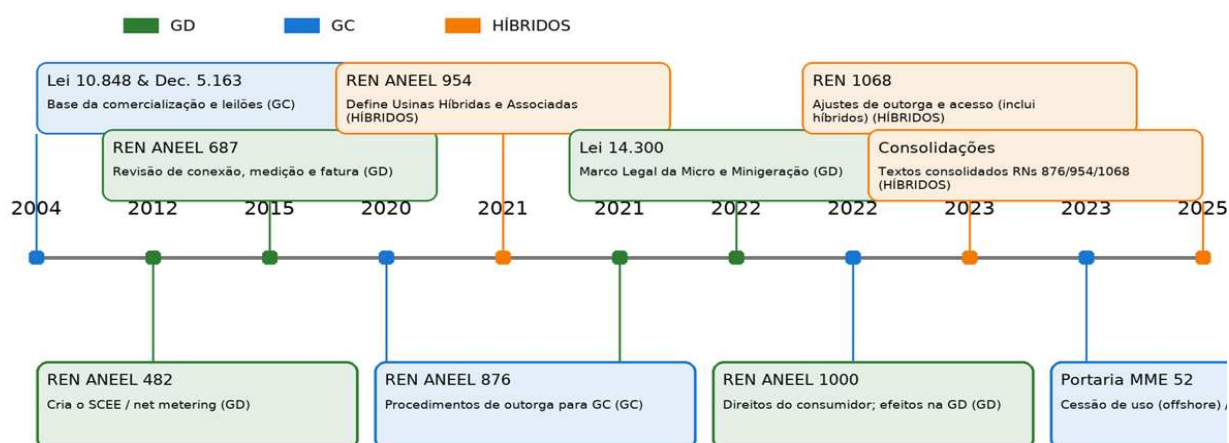 GD
GC
HÍBRIDOS
Lei 10.848 & Dec. 5.163
Base da comercialização e leilões (GC)
REN ANEEL 954
Define Usinas Híbridas e Associadas
(HÍBRIDOS)
REN 1068
Ajustes de outorga e acesso (inclui
híbridos) (HÍBRIDOS)
REN ANEEL 687
Revisão de conexão, medição e fatura (GD)
Lei 14.300
Marco Legal da Micro e Minigeração (GD)
Consolidações
Textos consolidados RNs 876/954/1068
(HÍBRIDOS)
2004
2012
2015
2020
2021
2021
2022
2022
2023
2023
2025
REN ANEEL 482
Cria o SCEE / net metering (GD)
REN ANEEL 876
Procedimentos de outorga para GC (GC)
REN ANEEL 1000
Direitos do consumidor; efeitos na GD (GD)
Portaria MME 52
Cessão de uso (offshore) /